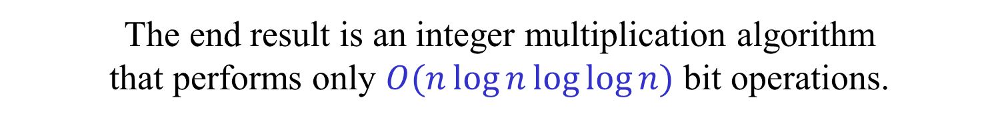 The end result is an integer multiplication algorithm
that performs only O(n log n log log n) bit operations.